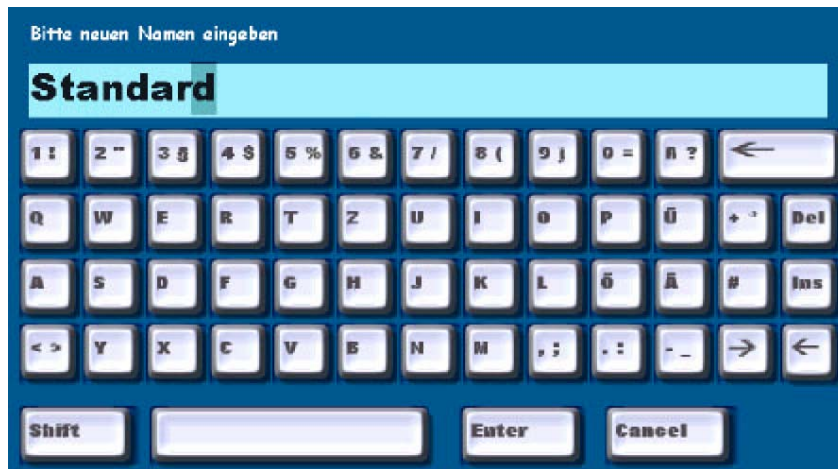 Bitte neuen Namen eingeben
Standard
1 ! 2 " 3 § 4 $ 5 % 6 & 7 / 8 ( 9 ) 0 = ß ? ←
Q W E R T Z U I O P Ü + * Del
A S D F G H J K L Ö Ä # Ins
< > Y X C V B N M , ; . : - _ → ←
Shift Enter Cancel